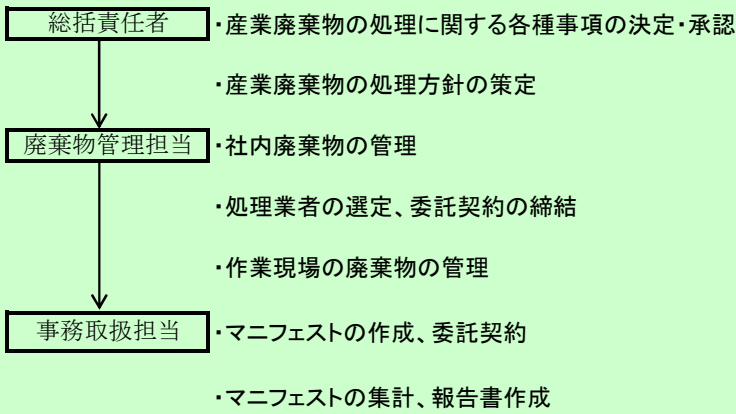 総括責任者 ・産業廃棄物の処理に関する各種事項の決定・承認
・産業廃棄物の処理方針の策定
廃棄物管理担当 ・社内廃棄物の管理
・処理業者の選定、委託契約の締結
・作業現場の廃棄物の管理
事務取扱担当 ・マニフェストの作成、委託契約
・マニフェストの集計、報告書作成